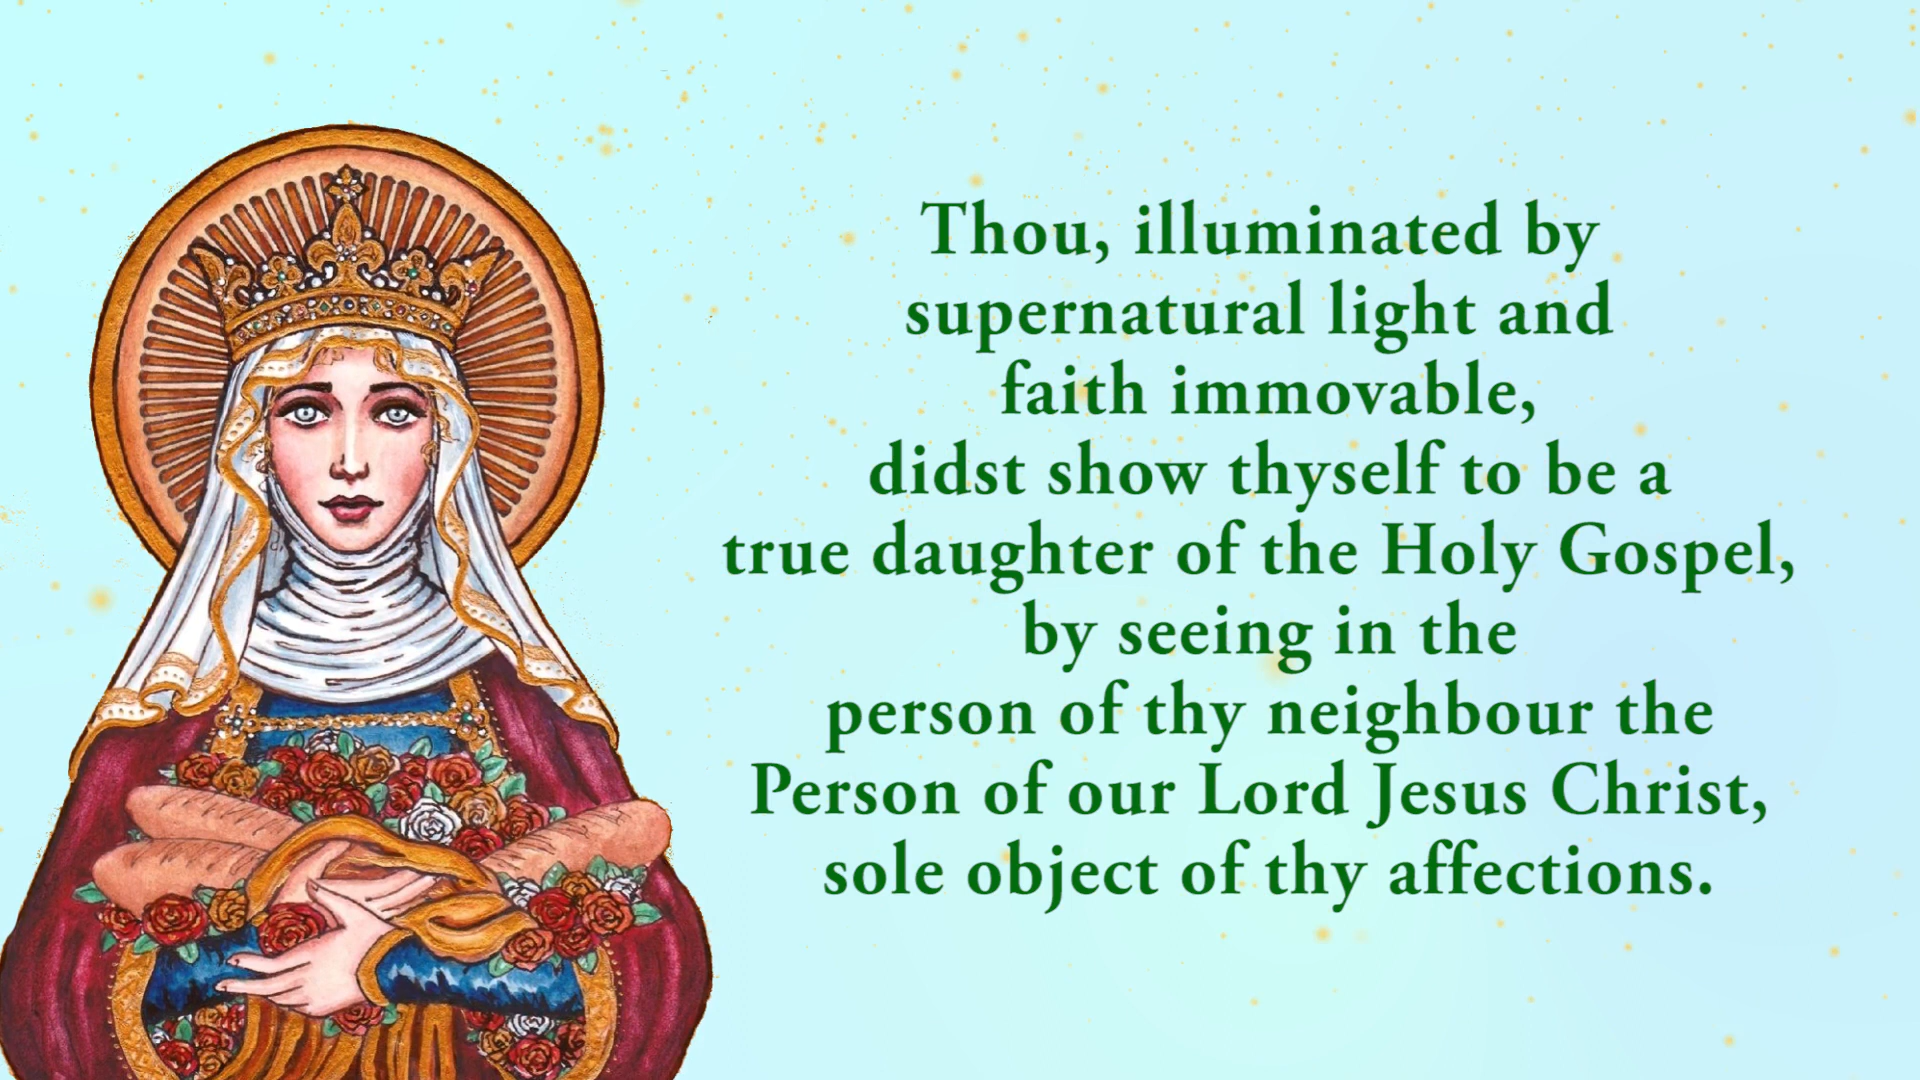 Thou, illuminated by
supernatural light and
faith immovable,
didst show thyself to be a
true daughter of the Holy Gospel,
by seeing in the
person of thy neighbour the
Person of our Lord Jesus Christ,
sole object of thy affections.